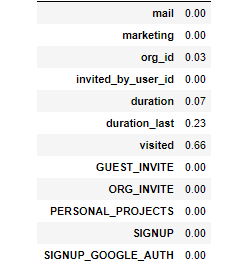 mail 0.00
marketing 0.00
org_id 0.03
invited_by_user_id 0.00
duration 0.07
duration_last 0.23
visited 0.66
GUEST_INVITE 0.00
ORG_INVITE 0.00
PERSONAL_PROJECTS 0.00
SIGNUP 0.00
SIGNUP_GOOGLE_AUTH 0.00